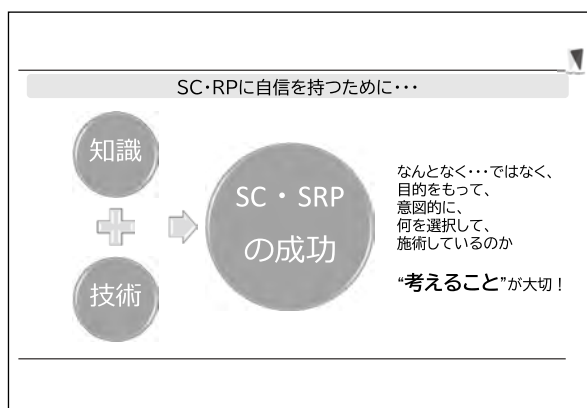 SC・RPに自信を持つために・・・
知識
技術
SC・SRP
の成功
なんとなく・・・ではなく、
目的をもって、
意図的に、
何を選択して、
施術しているのか
“考えること”が大切！